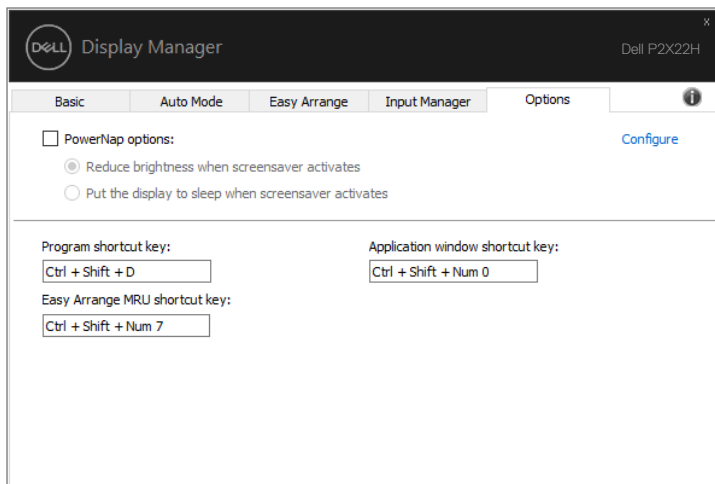 x
DELL Display Manager
Dell P2X22H
Basic Auto Mode Easy Arrange Input Manager Options i
PowerNap options: Configure
Reduce brightness when screensaver activates
Put the display to sleep when screensaver activates
Program shortcut key: Application window shortcut key:
Ctrl + Shift + D Ctrl + Shift + Num 0
Easy Arrange MRU shortcut key:
Ctrl + Shift + Num 7